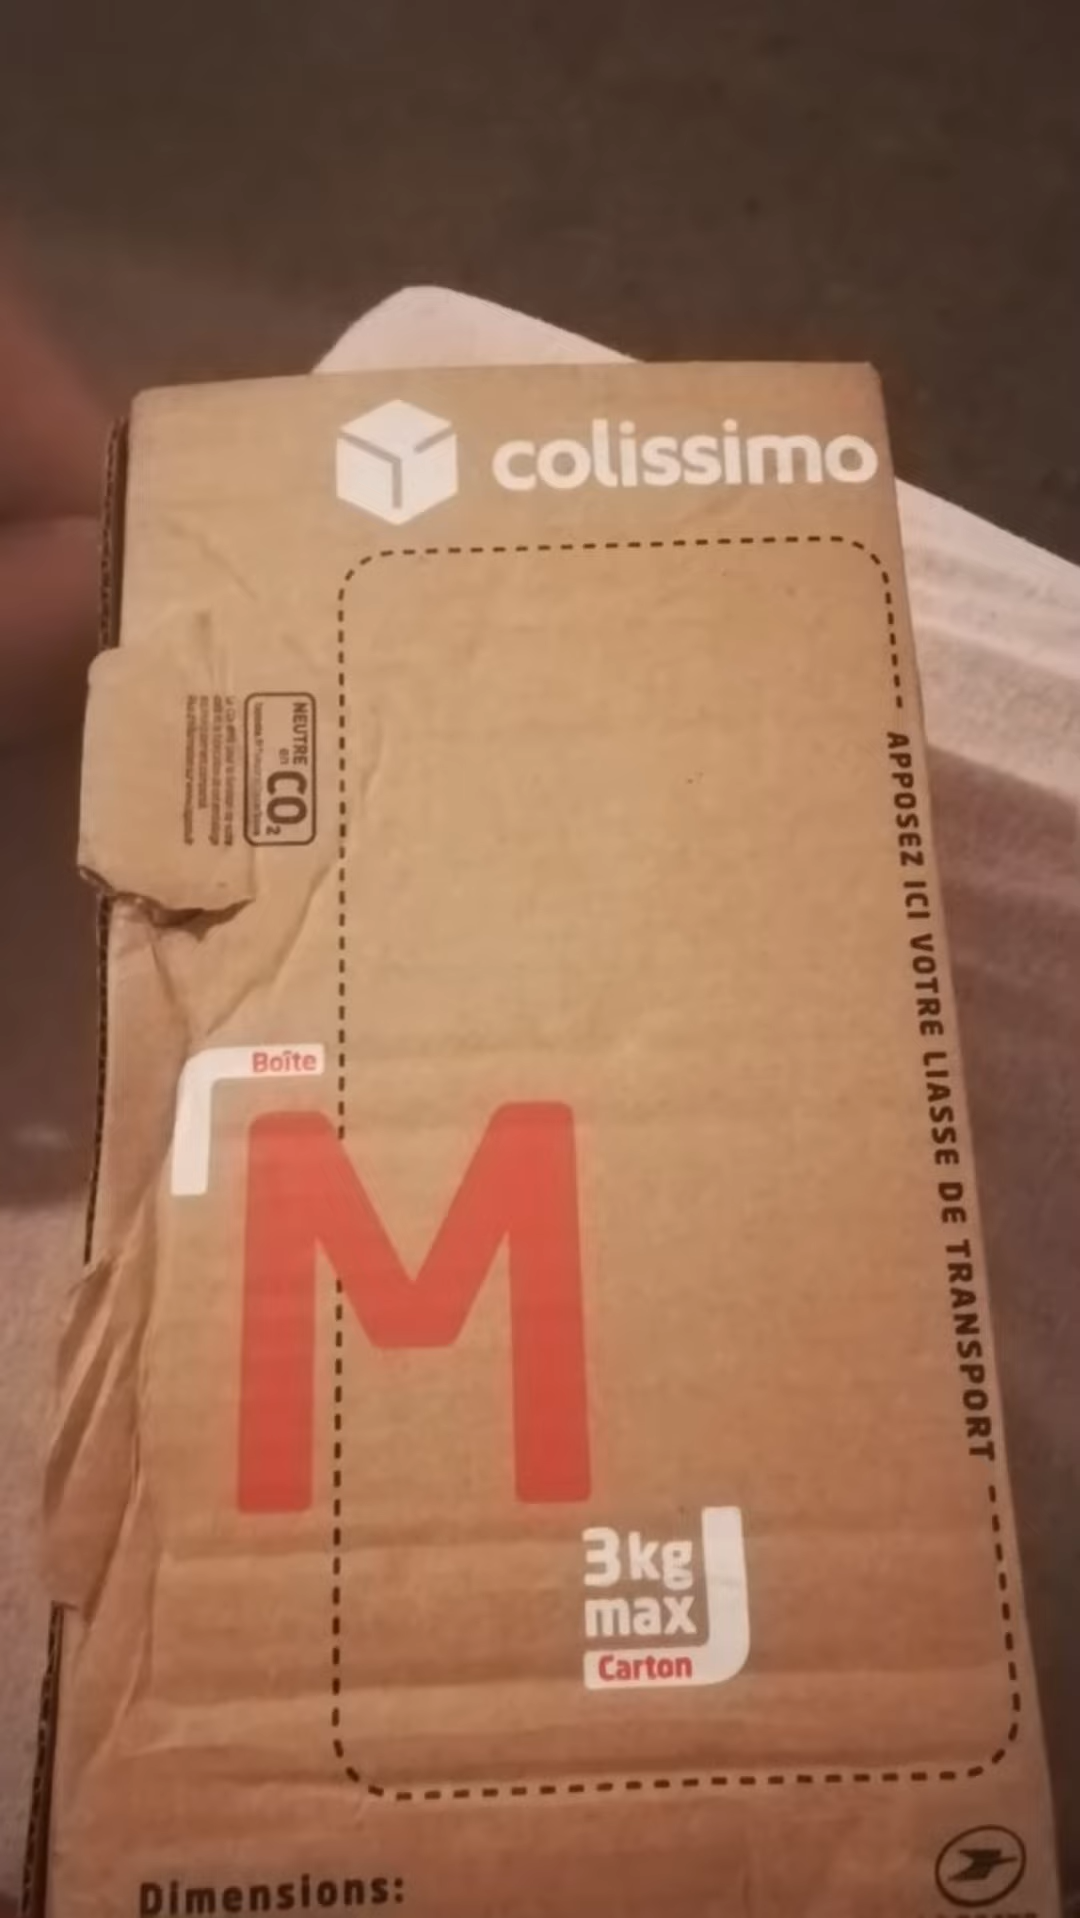 colissimo
APPOSEZ ICI VOTRE LIASSE DE TRANSPORT
NEUTRE
en
CO₂
Boîte
M
3kg
max
Carton
Dimensions: